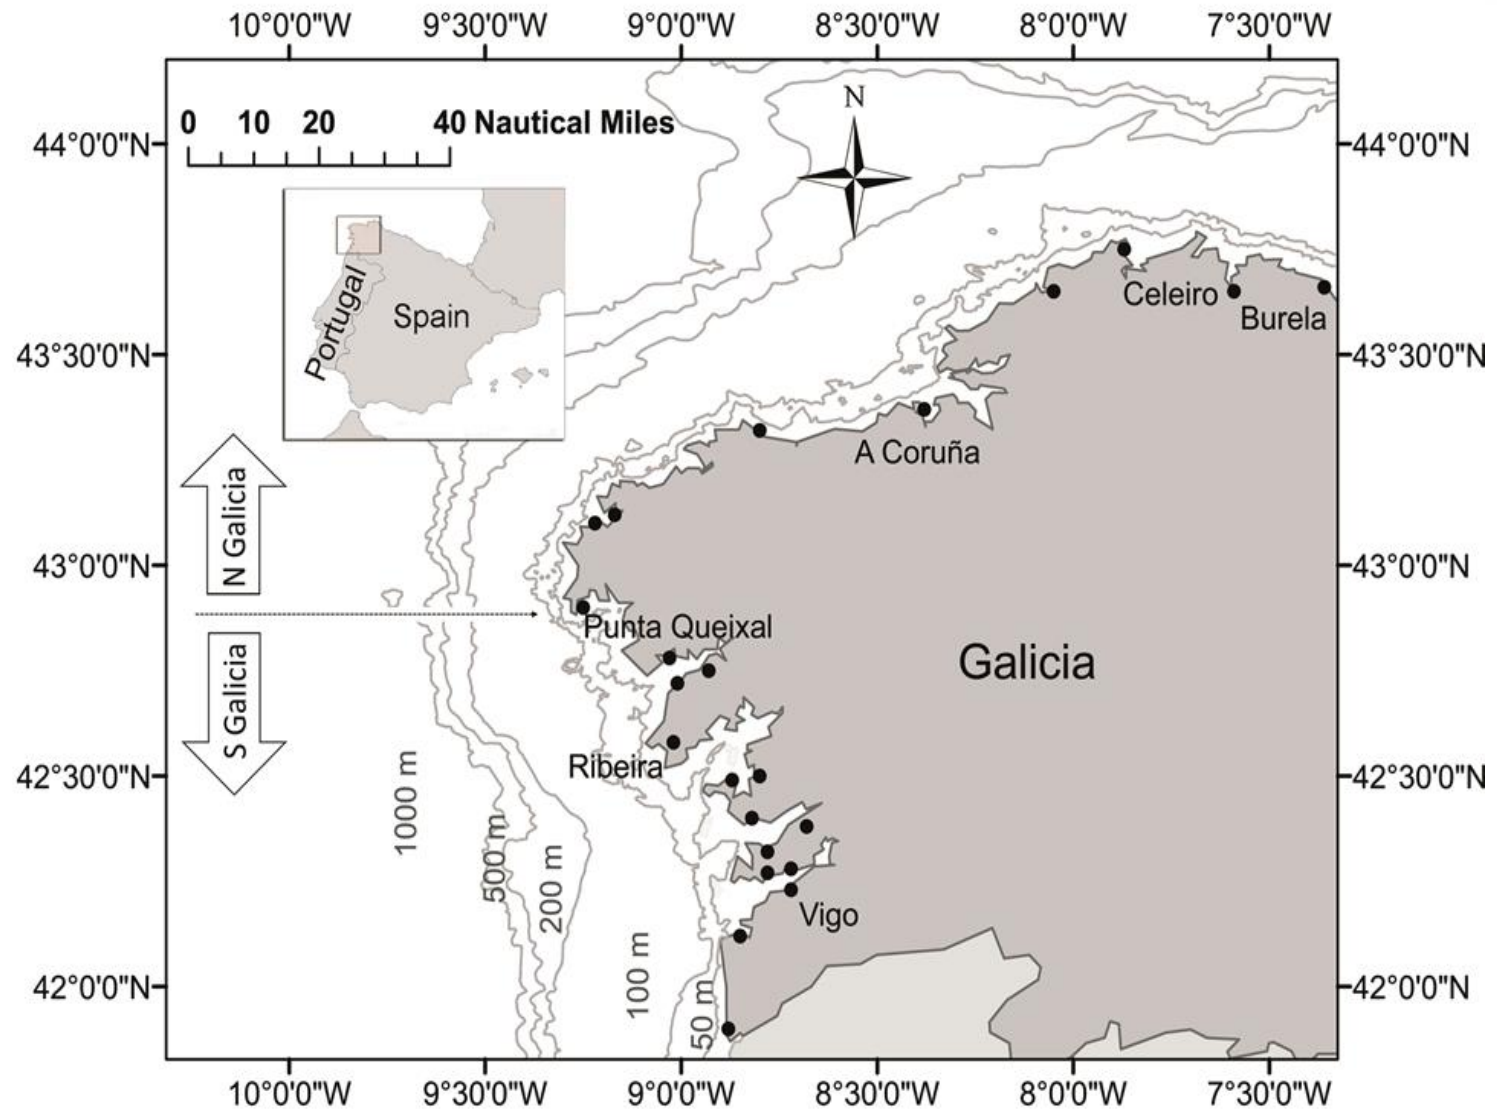 10°0'0"W 9°30'0"W 9°0'0"W 8°30'0"W 8°0'0"W 7°30'0"W
0 10 20 40 Nautical Miles
N
44°0'0"N 44°0'0"N
Portugal
Spain
Celeiro
Burela
43°30'0"N 43°30'0"N
A Coruña
N Galicia
43°0'0"N 43°0'0"N
Punta Queixal
Galicia
S Galicia
Ribeira
42°30'0"N 42°30'0"N
1000 m
500 m
200 m
100 m
50 m
Vigo
42°0'0"N 42°0'0"N
10°0'0"W 9°30'0"W 9°0'0"W 8°30'0"W 8°0'0"W 7°30'0"W